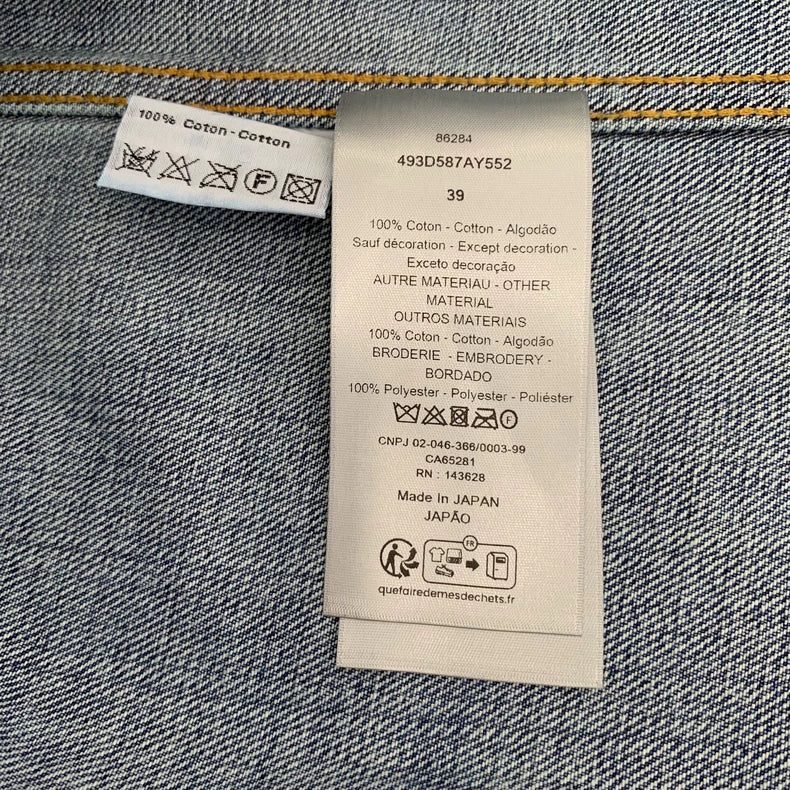 100% Coton - Cotton
F
86284
493D587AY552
39
100% Coton - Cotton - Algodão
Sauf décoration - Except decoration -
Exceto decoração
AUTRE MATERIAU - OTHER
MATERIAL
OUTROS MATERIAIS
100% Coton - Cotton - Algodão
BRODERIE - EMBRODERY -
BORDADO
100% Polyester - Polyester - Poliéster
F
CNPJ 02-046-366/0003-99
CA65281
RN : 143628
Made In JAPAN
JAPÃO
FR
quefairedemesdechets.fr